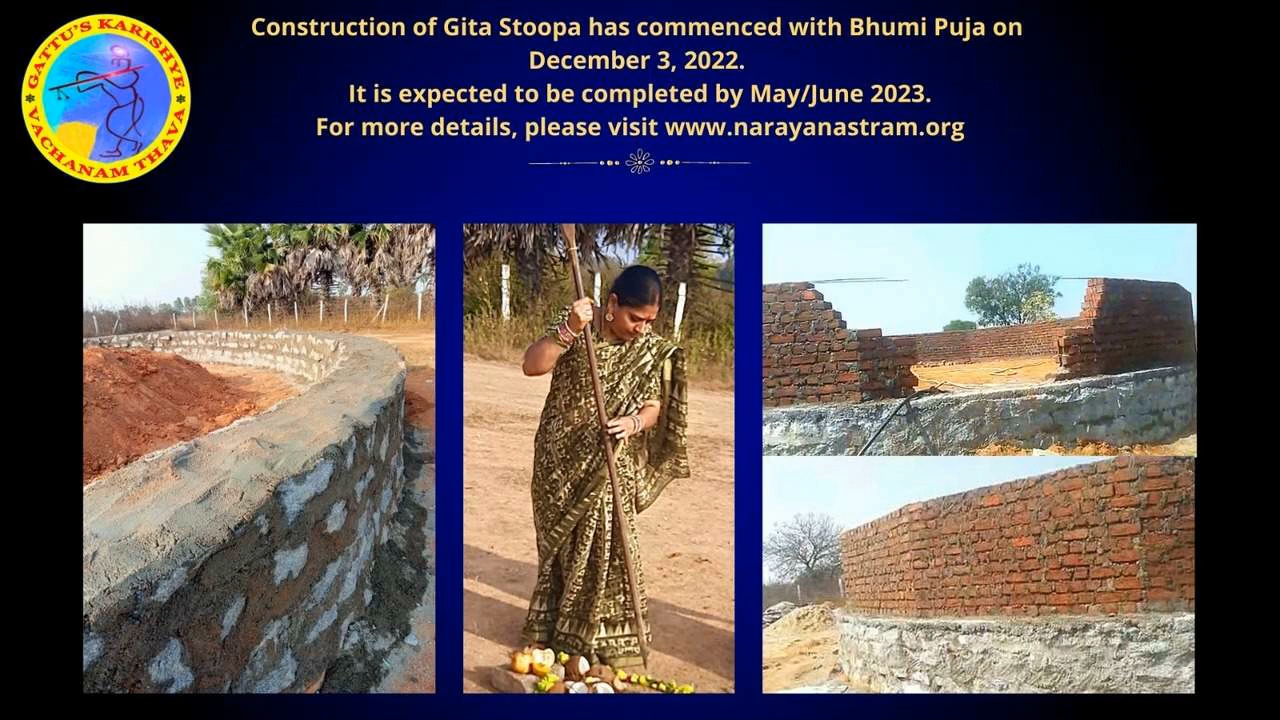 GATTU'S KARISHYE
VACHANAM THAVA
Construction of Gita Stoopa has commenced with Bhumi Puja on
December 3, 2022.
It is expected to be completed by May/June 2023.
For more details, please visit www.narayanastram.org